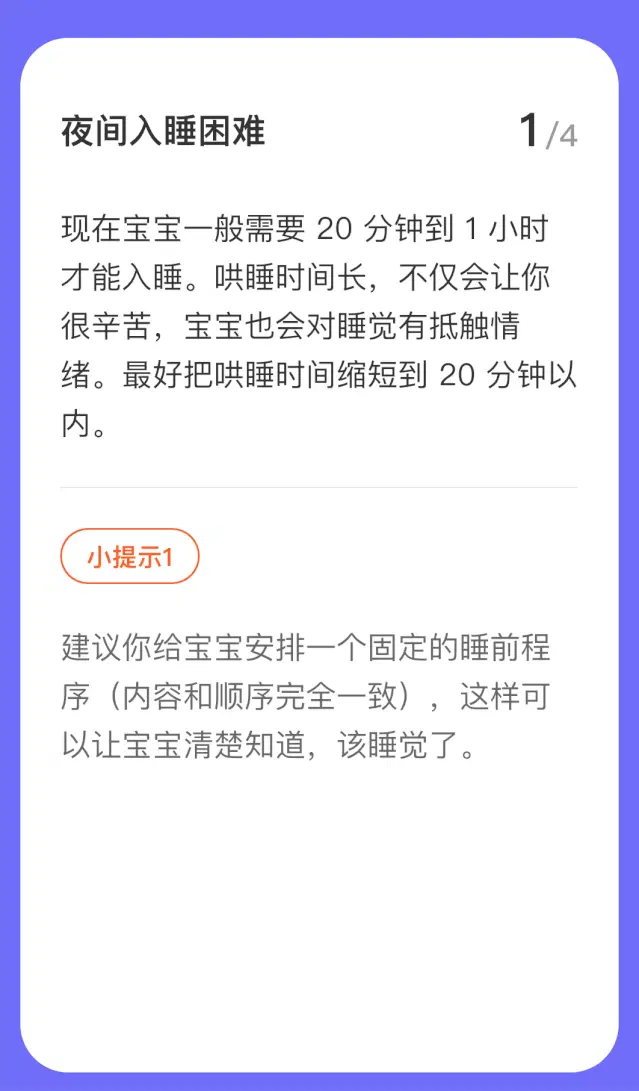 夜间入睡困难
1/4
现在宝宝一般需要 20 分钟到 1 小时
才能入睡。哄睡时间长，不仅会让你
很辛苦，宝宝也会对睡觉有抵触情
绪。最好把哄睡时间缩短到 20 分钟以
内。
小提示1
建议你给宝宝安排一个固定的睡前程
序（内容和顺序完全一致），这样可
以让宝宝清楚知道，该睡觉了。